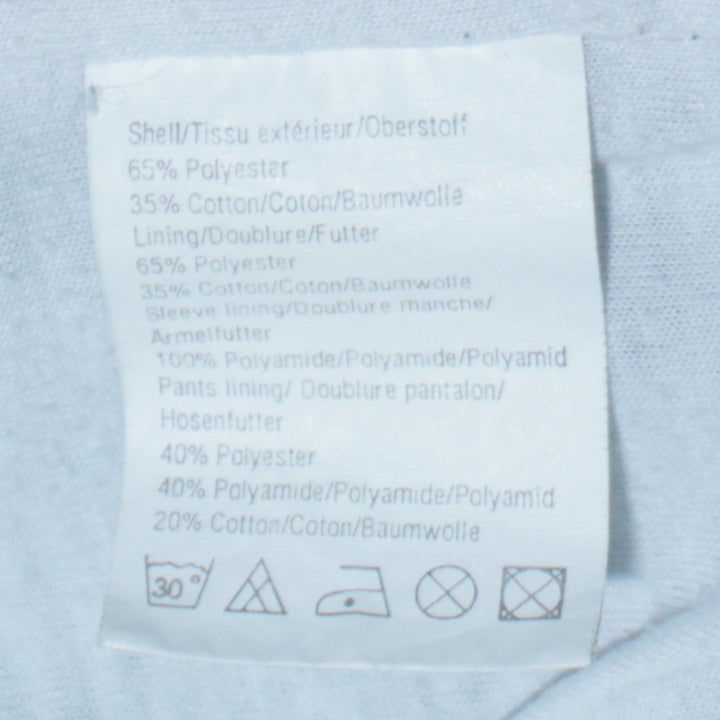 Shell/Tissu extérieur/Oberstoff
65% Polyester
35% Cotton/Coton/Baumwolle
Lining/Doublure/Futter
65% Polyester
35% Cotton/Coton/Baumwolle
Sleeve lining/Doublure manche/
Ärmelfutter
100% Polyamide/Polyamide/Polyamid
Pants lining/ Doublure pantalon/
Hosenfutter
40% Polyester
40% Polyamide/Polyamide/Polyamid
20% Cotton/Coton/Baumwolle
30°